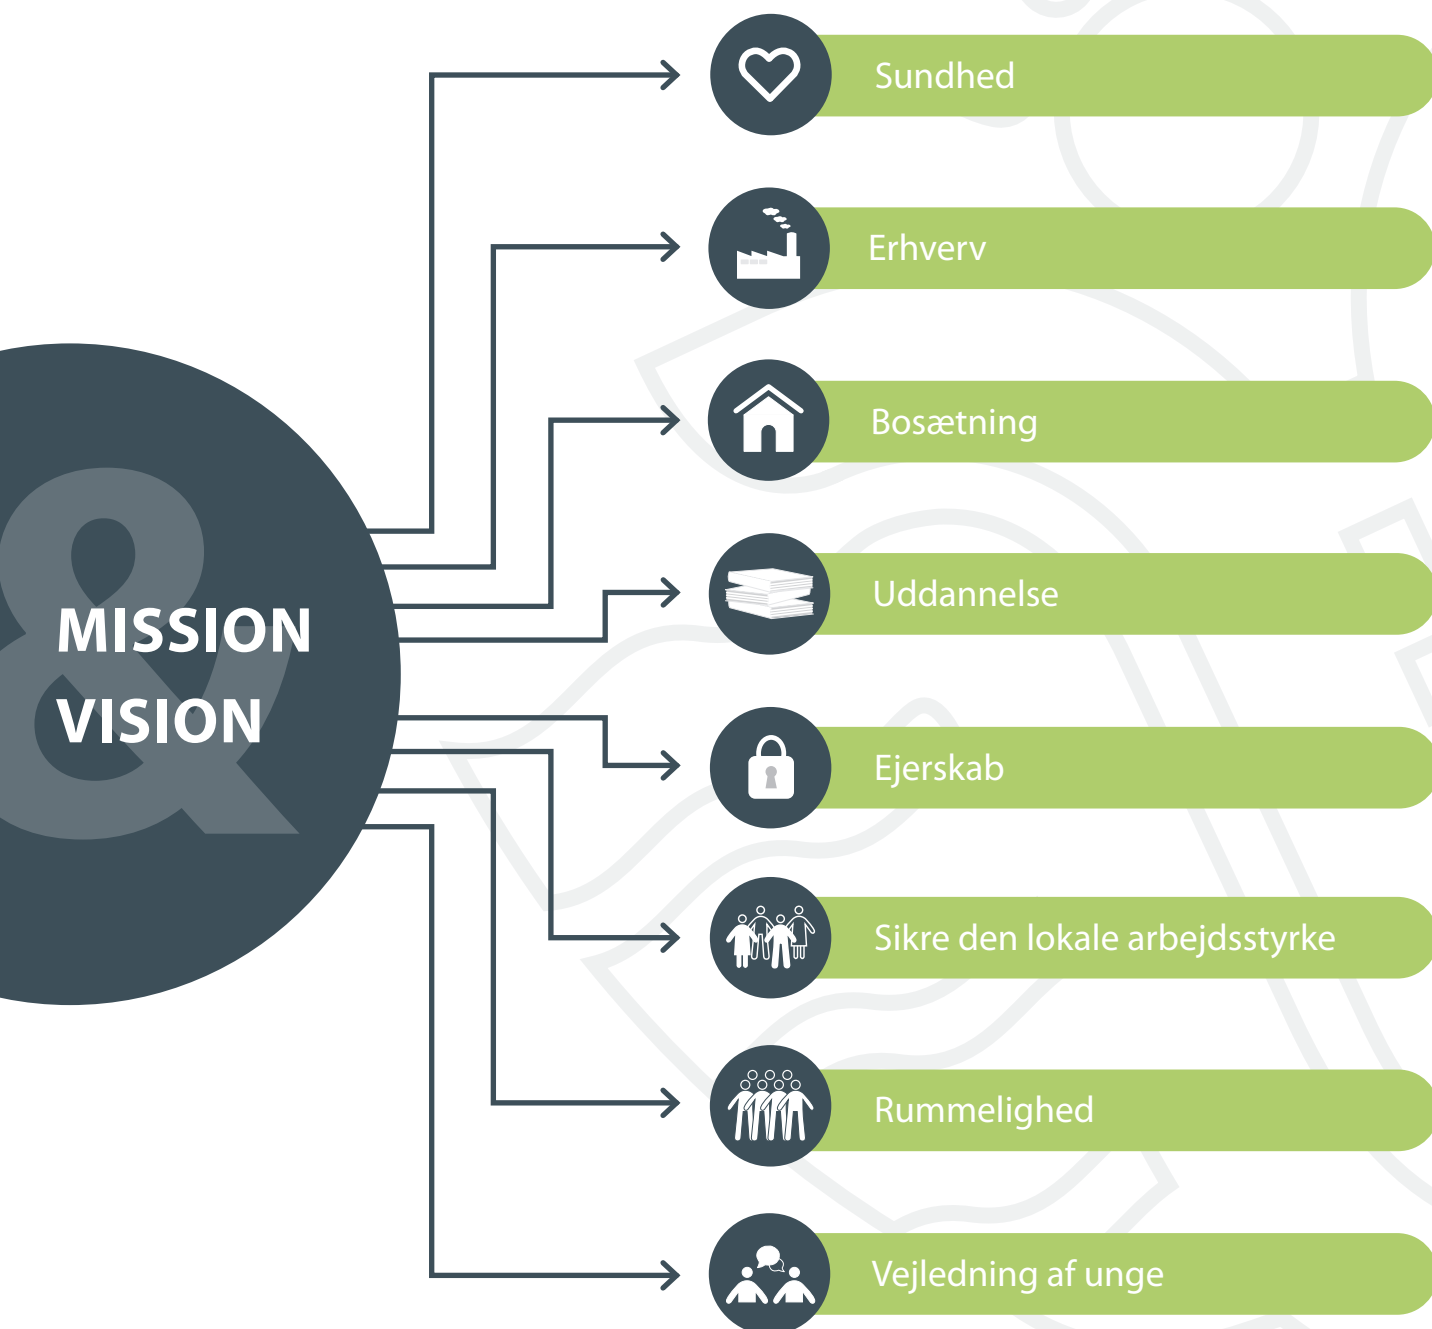 &
MISSION
VISION
Sundhed
Erhverv
Bosætning
Uddannelse
Ejerskab
Sikre den lokale arbejdsstyrke
Rummelighed
Vejledning af unge